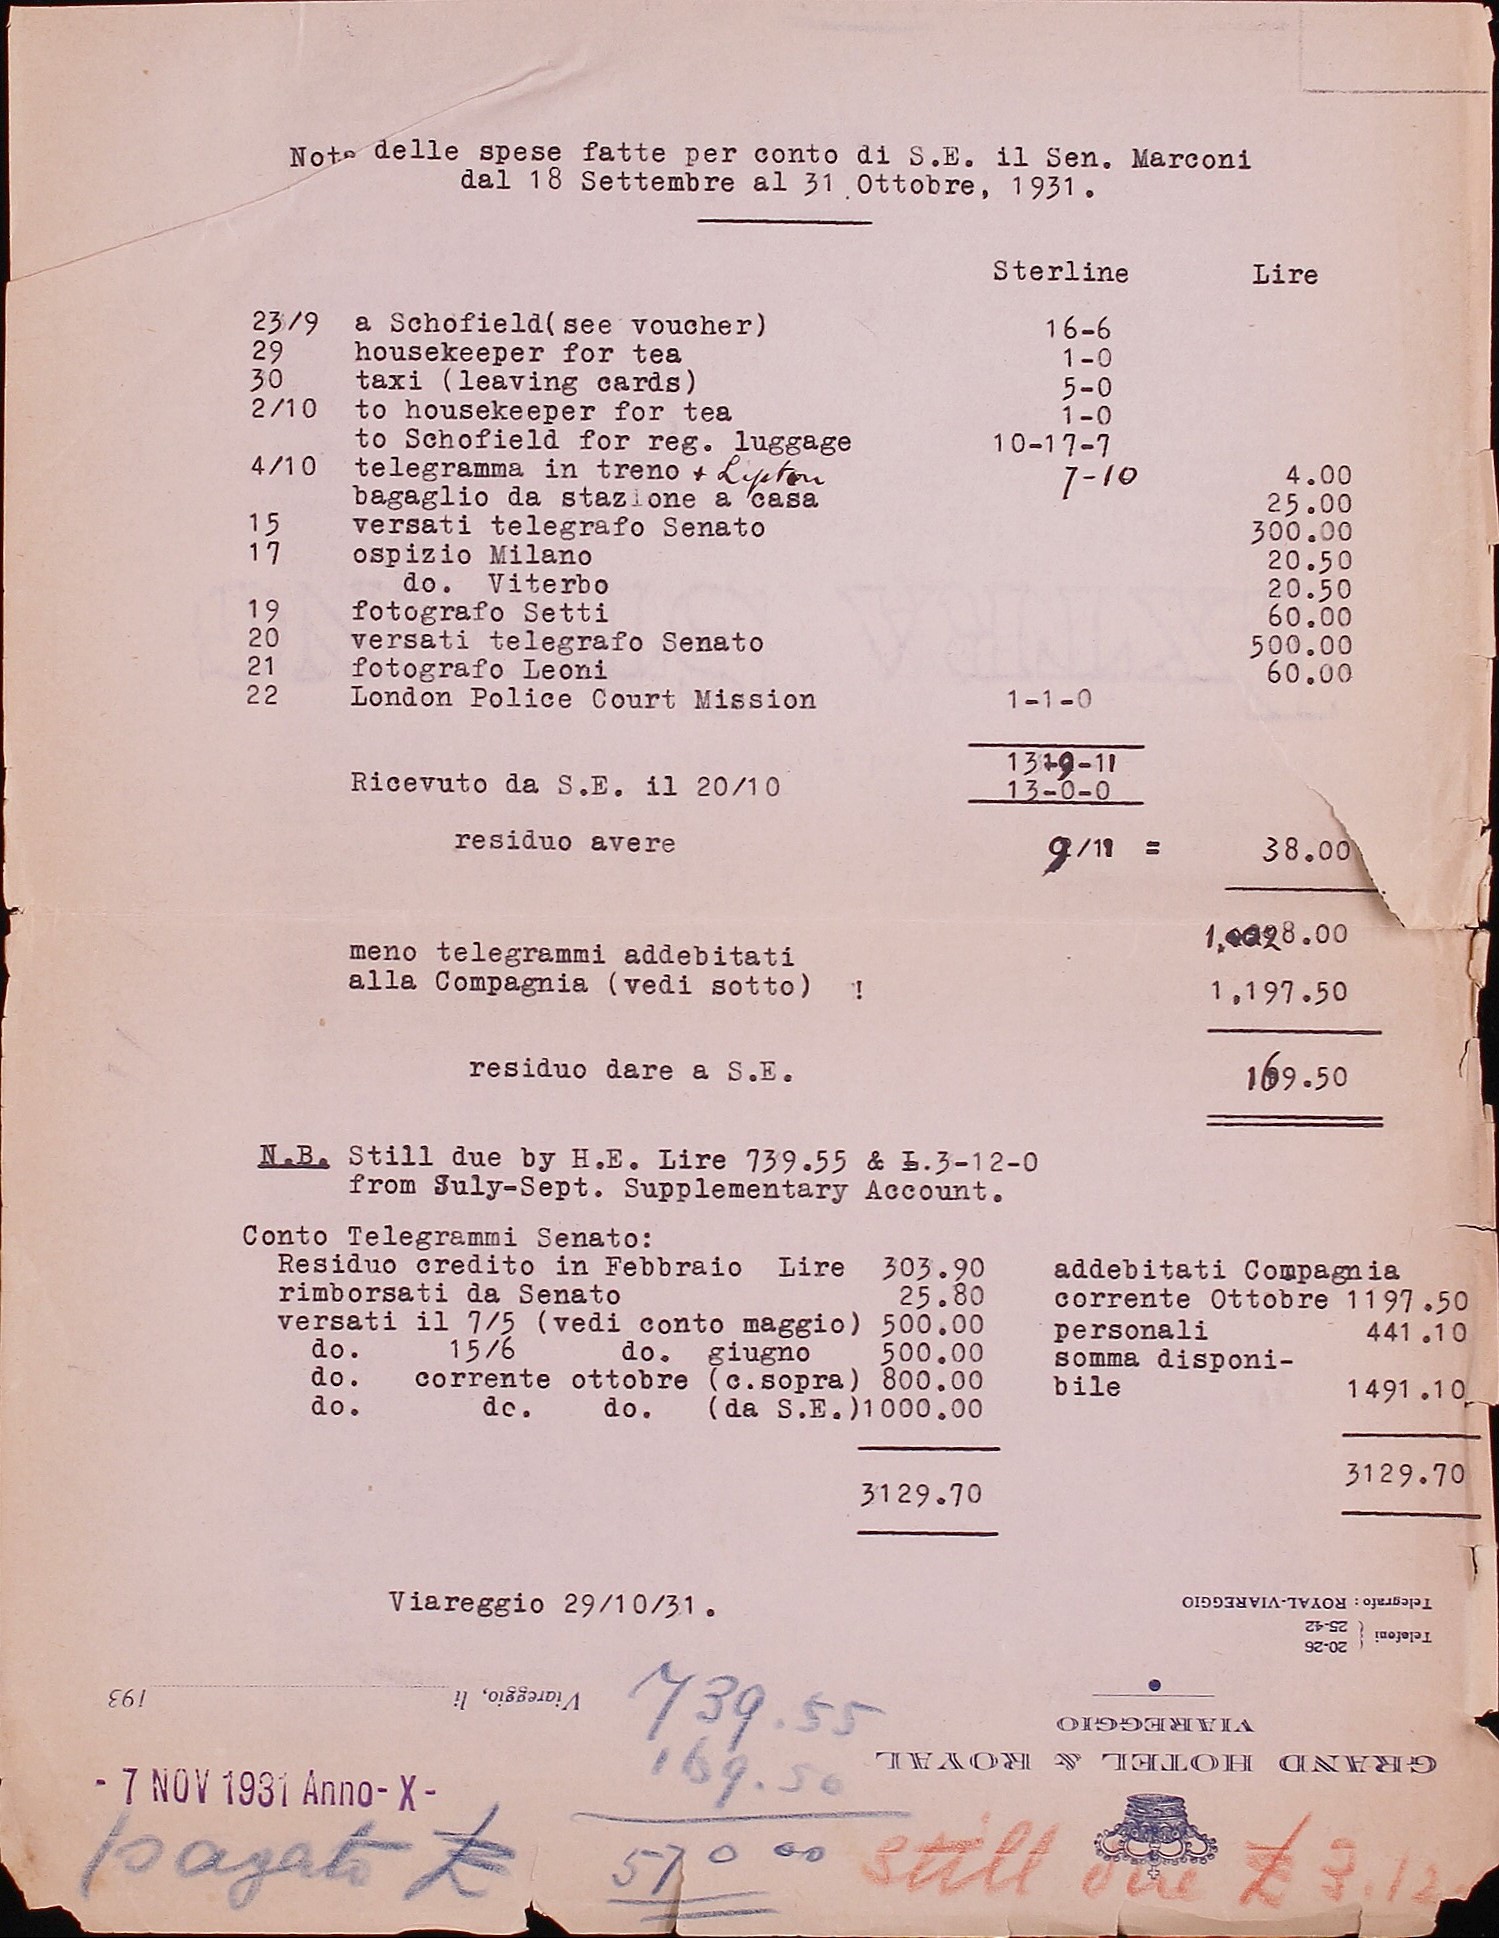 Note delle spese fatte per conto di S.E. il Sen. Marconi
dal 18 Settembre al 31 Ottobre, 1931.
Sterline Lire
23/9 a Schofield(see voucher) 16-6
29 housekeeper for tea 1-0
30 taxi (leaving cards) 5-0
2/10 to housekeeper for tea 1-0
to Schofield for reg. luggage 10-17-7
4/10 telegramma in treno + Lipton 7-10 4.00
bagaglio da stazione a casa 25.00
15 versati telegrafo Senato 300.00
17 ospizio Milano 20.50
do. Viterbo 20.50
19 fotografo Setti 60.00
20 versati telegrafo Senato 500.00
21 fotografo Leoni 60.00
22 London Police Court Mission 1-1-0
13-9-11
Ricevuto da S.E. il 20/10 13-0-0
residuo avere 9/11 = 38.00
1,028.00
meno telegrammi addebitati
alla Compagnia (vedi sotto) ! 1,197.50
residuo dare a S.E. 169.50
N.B. Still due by H.E. Lire 739.55 & L.3-12-0
from July-Sept. Supplementary Account.
Conto Telegrammi Senato:
Residuo credito in Febbraio Lire 303.90
rimborsati da Senato 25.80
versati il 7/5 (vedi conto maggio) 500.00
do. 15/6 do. giugno 500.00
do. corrente ottobre (c.sopra) 800.00
do. do. do. (da S.E.)1000.00
3129.70
addebitati Compagnia
corrente Ottobre 1197.50
personali 441.10
somma disponi-
bile 1491.10
3129.70
Viareggio 29/10/31.
Telegrafo: ROYAL-VIAREGGIO
Telefoni { 20-26
25-42
Viareggio, lì 193
VIAREGGIO
GRAND HOTEL & ROYAL
739.55
169.50
570 00
- 7 NOV 1931 Anno-X-
pagato £
still due £ 3.12.